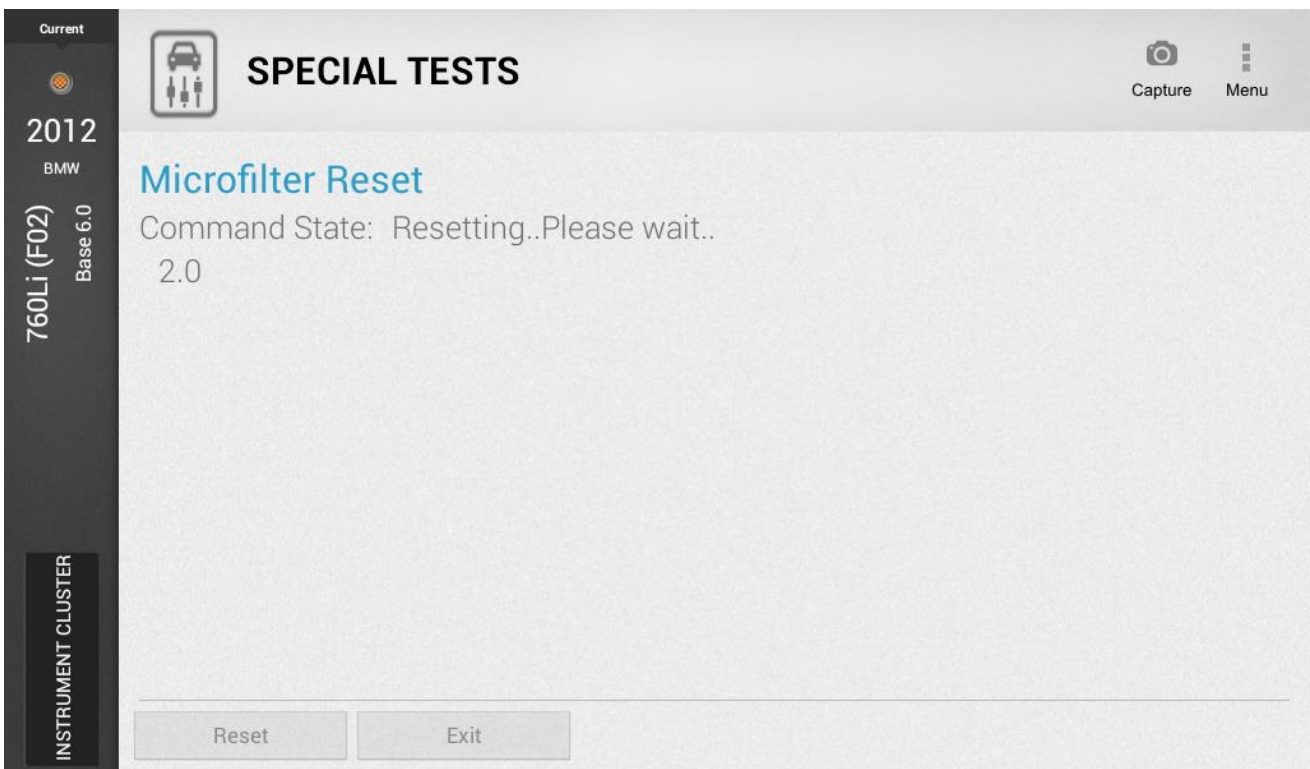 Current
2012
BMW
760Li (F02)
Base 6.0
INSTRUMENT CLUSTER
SPECIAL TESTS
Capture
Menu
Microfilter Reset
Command State: Resetting..Please wait..
2.0
Reset
Exit